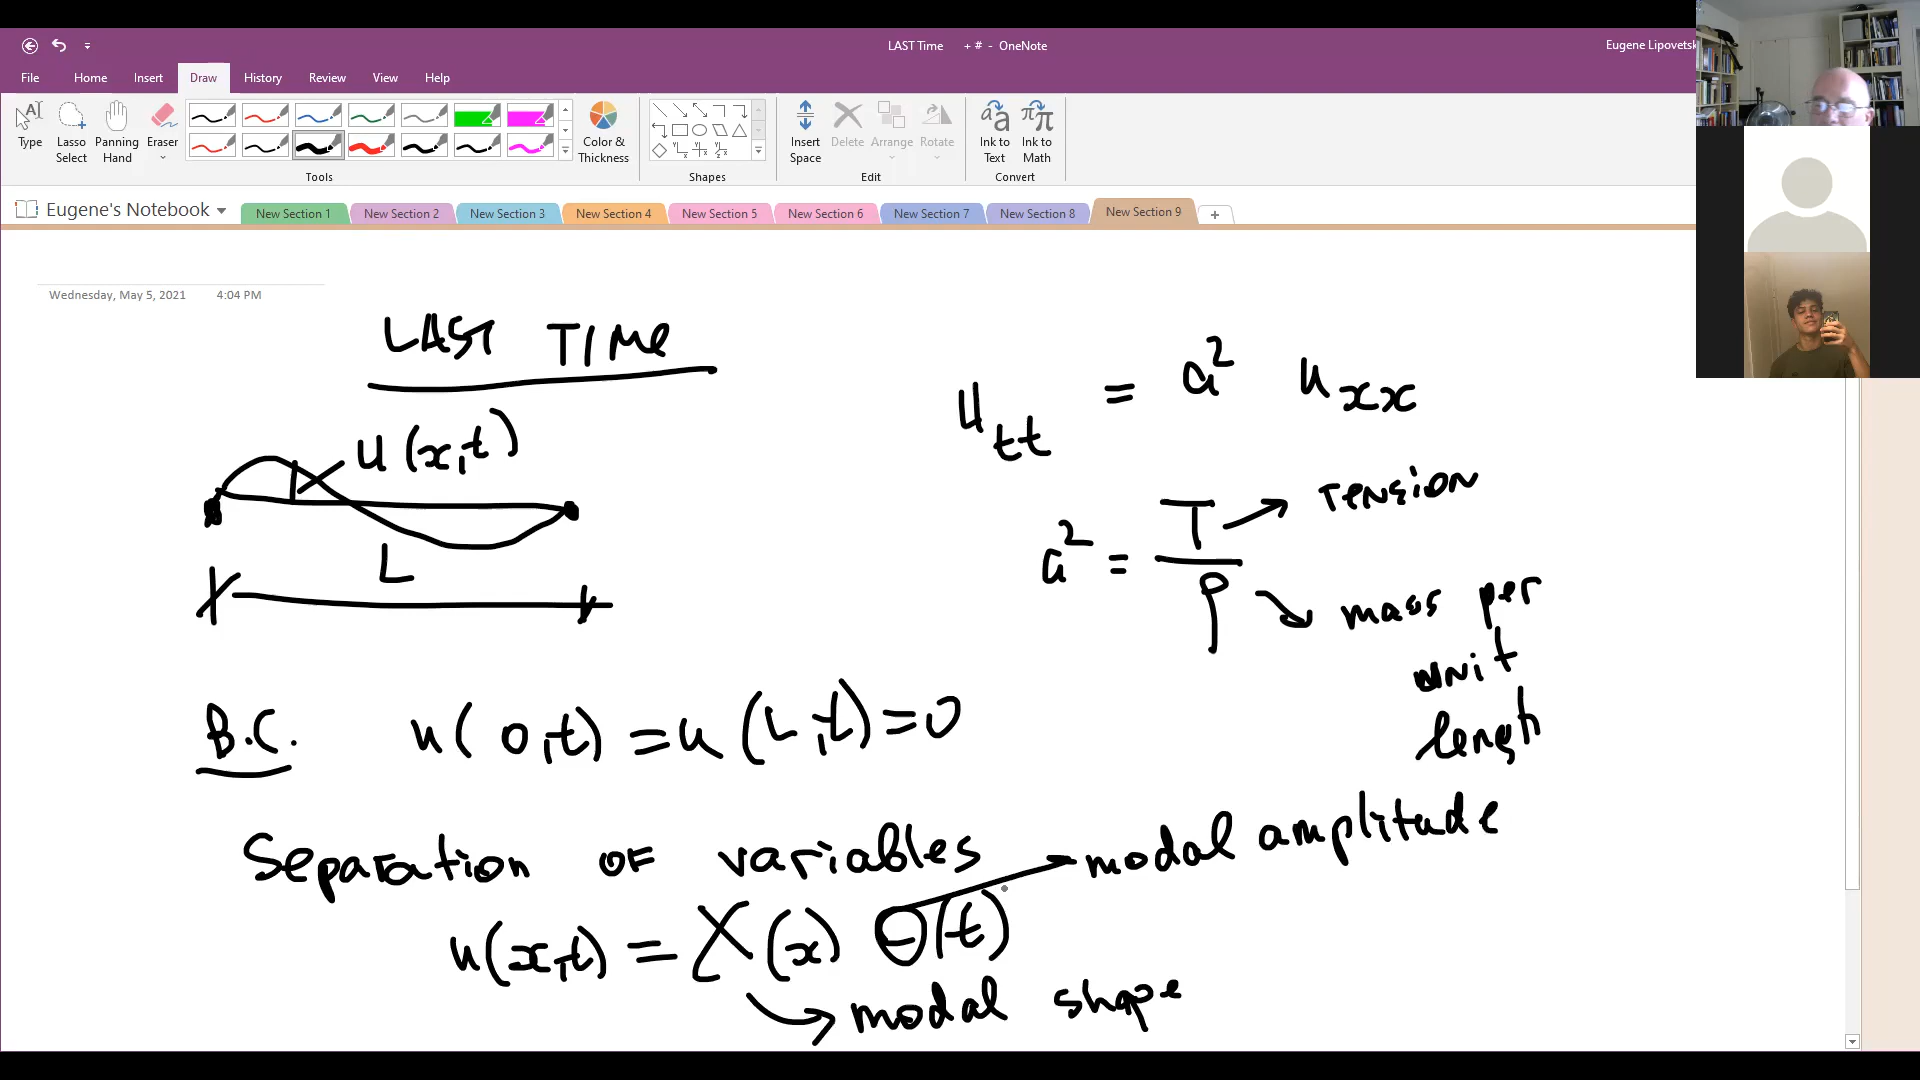 LAST Time + # - OneNote
Eugene Lipovetsk
File Home Insert Draw History Review View Help
Type
Lasso Select
Panning Hand
Eraser
Color & Thickness
Insert Space
Delete
Arrange
Rotate
Ink to Text
Ink to Math
Tools
Shapes
Edit
Convert
Eugene's Notebook
New Section 1 New Section 2 New Section 3 New Section 4 New Section 5 New Section 6 New Section 7 New Section 8 New Section 9
Wednesday, May 5, 2021 4:04 PM
LAST TIME
u(x,t)
L
u_tt = a² u_xx
a² = T/ρ
Tension
mass per
unit
length
B.C. u(0,t) = u(L,t) = 0
Separation of variables
modal amplitude
u(x,t) = X(x) Θ(t)
modal shape